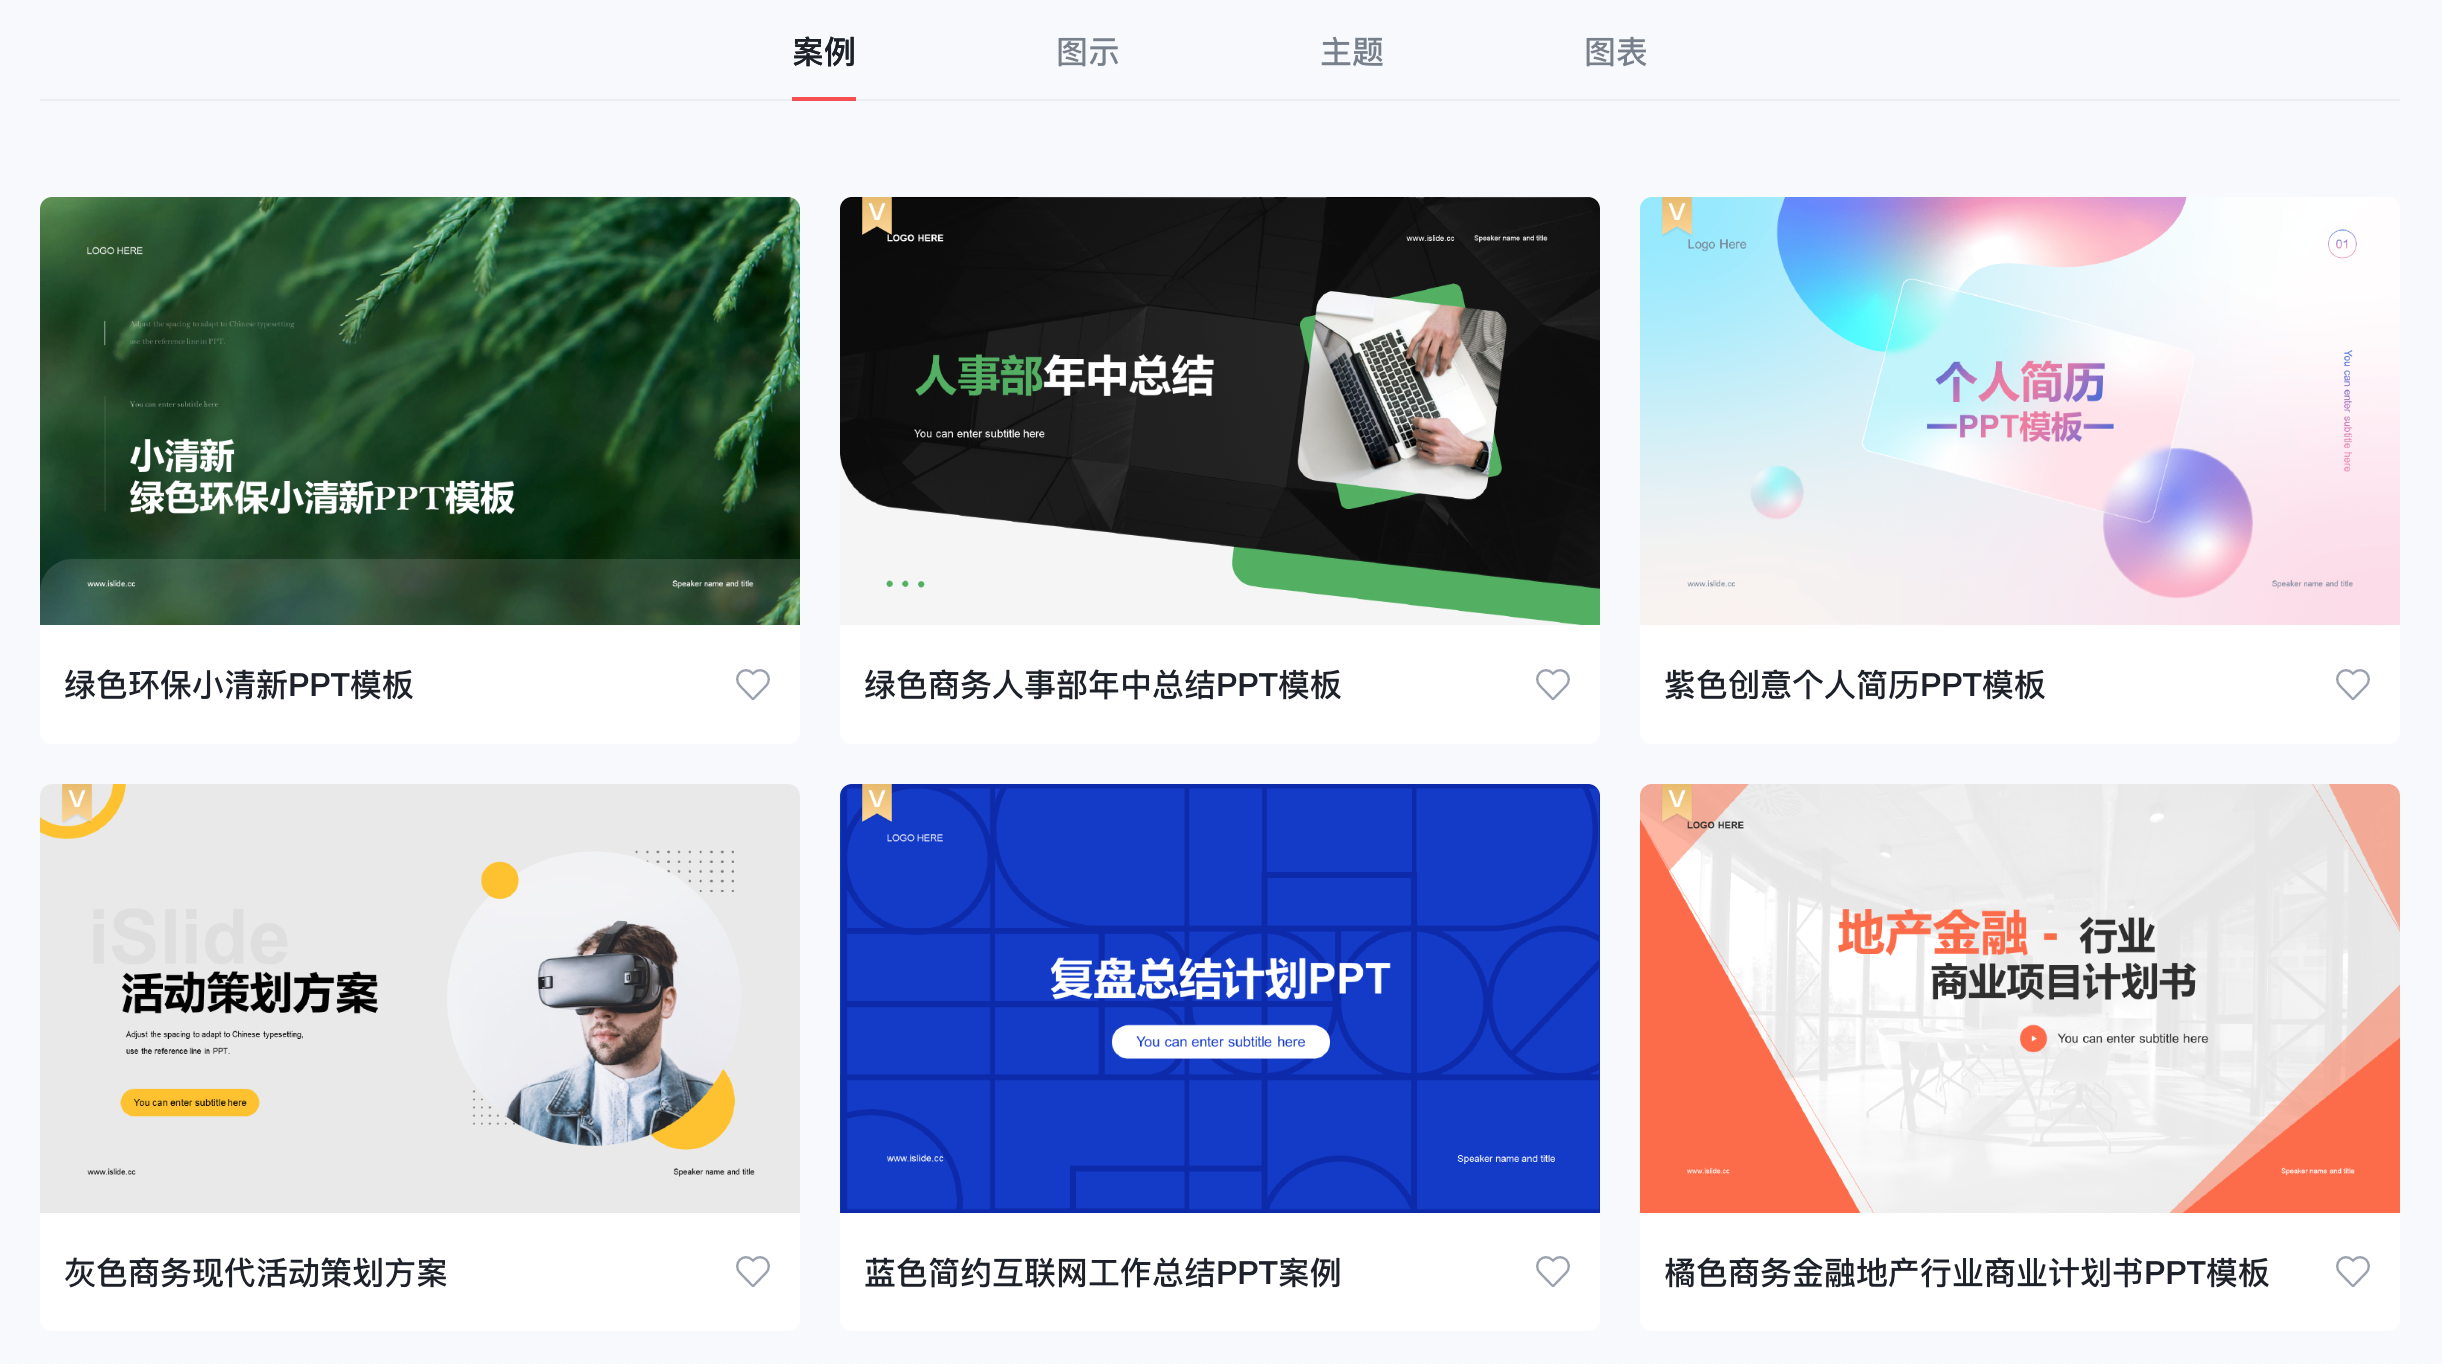 案例
图示
主题
图表
LOGO HERE
Adjust the spacing to adapt to Chinese typesetting
use the reference line in PPT.
You can enter subtitle here
小清新
绿色环保小清新PPT模板
www.islide.cc
Speaker name and title
绿色环保小清新PPT模板
V
LOGO HERE
www.islide.cc
Speaker name and title
人事部年中总结
You can enter subtitle here
绿色商务人事部年中总结PPT模板
V
Logo Here
01
You can enter subtitle here
个人简历
—PPT模板—
www.islide.cc
Speaker name and title
紫色创意个人简历PPT模板
V
iSlide
活动策划方案
Adjust the spacing to adapt to Chinese typesetting,
use the reference line in PPT.
You can enter subtitle here
www.islide.cc
Speaker name and title
灰色商务现代活动策划方案
V
LOGO HERE
复盘总结计划PPT
You can enter subtitle here
www.islide.cc
Speaker name and title
蓝色简约互联网工作总结PPT案例
V
LOGO HERE
地产金融 - 行业
商业项目计划书
You can enter subtitle here
www.islide.cc
Speaker name and title
橘色商务金融地产行业商业计划书PPT模板